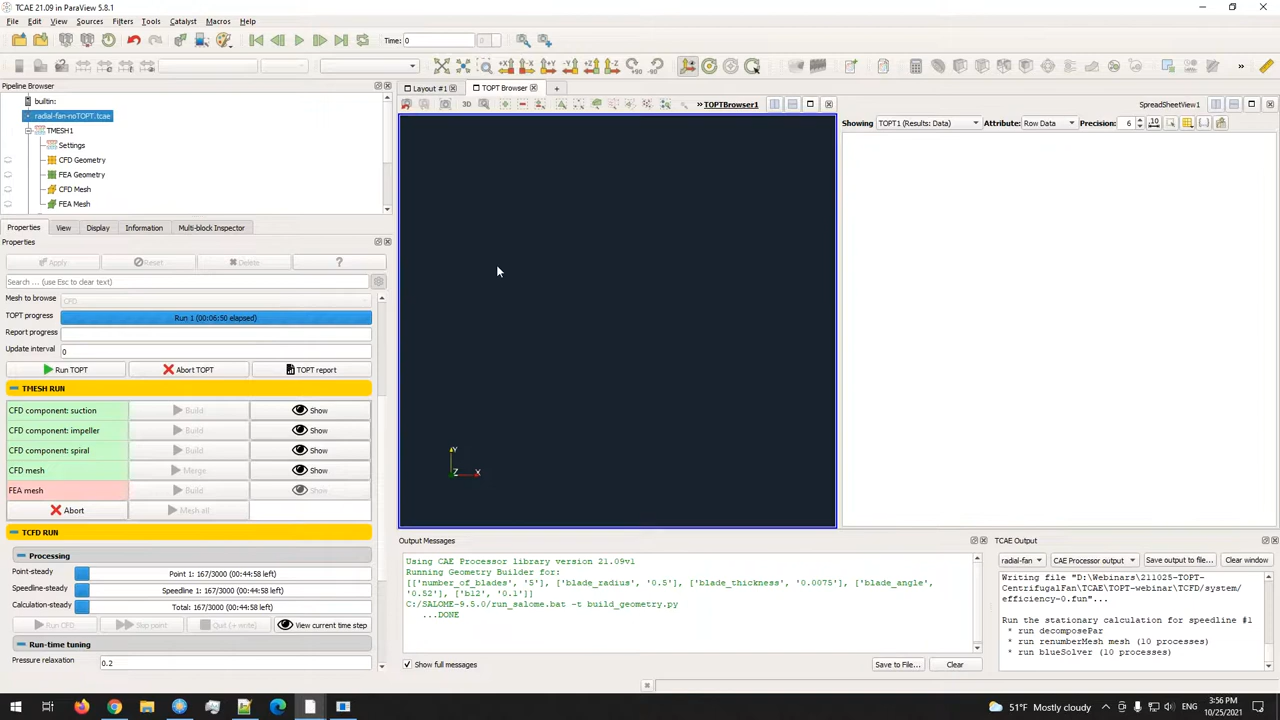 TCAE 21.09 in ParaView 5.8.1
File Edit View Sources Filters Tools Catalyst Macros Help
Time: 0
0
Pipeline Browser
Layout #1
TOPT Browser
builtin:
radial-fan-noTOPT.tcae
TMESH1
Settings
CFD Geometry
FEA Geometry
CFD Mesh
FEA Mesh
3D
TOPTBrowser1
SpreadSheetView1
Showing TOPT1 (Results: Data) Attribute: Row Data Precision: 6
Properties View Display Information Multi-block Inspector
Properties
Apply Reset Delete ?
Search ... (use Esc to clear text)
Mesh to browse CFD
TOPT progress Run 1 (00:06:50 elapsed)
Report progress
Update interval 0
Run TOPT Abort TOPT TOPT report
TMESH RUN
CFD component: suction Build Show
CFD component: impeller Build Show
CFD component: spiral Build Show
CFD mesh Merge Show
FEA mesh Build Show
Abort Mesh all
TCFD RUN
Processing
Point-steady Point 1: 167/3000 (00:44:58 left)
Speedline-steady Speedline 1: 167/3000 (00:44:58 left)
Calculation-steady Total: 167/3000 (00:44:58 left)
Run CFD Stop point Quit (+ write) View current time step
Run-time tuning
Pressure relaxation 0.2
Y
Z X
Output Messages
Using CAE Processor library version 21.09v1
Running Geometry Builder for:
[['number_of_blades', '5'], ['blade_radius', '0.5'], ['blade_thickness', '0.0075'], ['blade_angle',
'0.52'], ['bl2', '0.1']]
C:/SALOME-9.5.0/run_salome.bat -t build_geometry.py
...DONE
Show full messages Save to File... Clear
TCAE Output
radial-fan CAE Processor output Save output to file... Clear window
Writing file "D:\Webinars\211025-TOPT-
CentrifugalFan\TCAE\TOPT-webinar\TCFD/system/
efficiency-0.fun"...
Run the stationary calculation for speedline #1
* run decomposePar
* run renumberMesh mesh (10 processes)
* run blueSolver (10 processes)
51°F Mostly cloudy
3:56 PM
10/25/2021